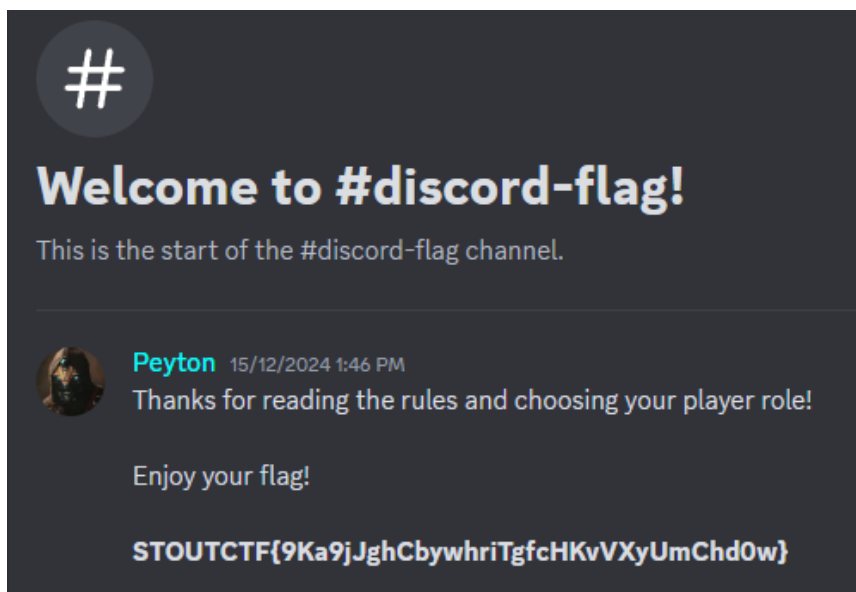 #
Welcome to #discord-flag!
This is the start of the #discord-flag channel.
Peyton 15/12/2024 1:46 PM
Thanks for reading the rules and choosing your player role!
Enjoy your flag!
STOUTCTF{9Ka9jJghCbywhriTgfcHKvVXyUmChd0w}